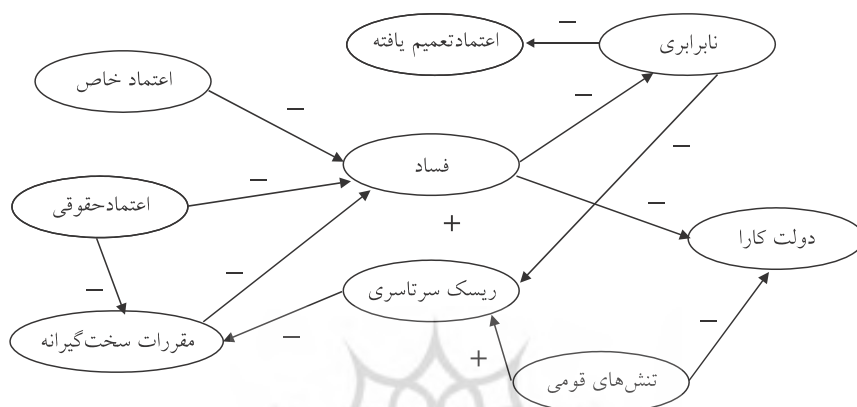 نابرابری
اعتمادتعمیم یافته
اعتماد خاص
فساد
اعتمادحقوقی
دولت کارا
ریسک سرتاسری
مقررات سخت‌گیرانه
تنش‌های قومی
−
−
−
−
−
−
+
−
−
−
+
−